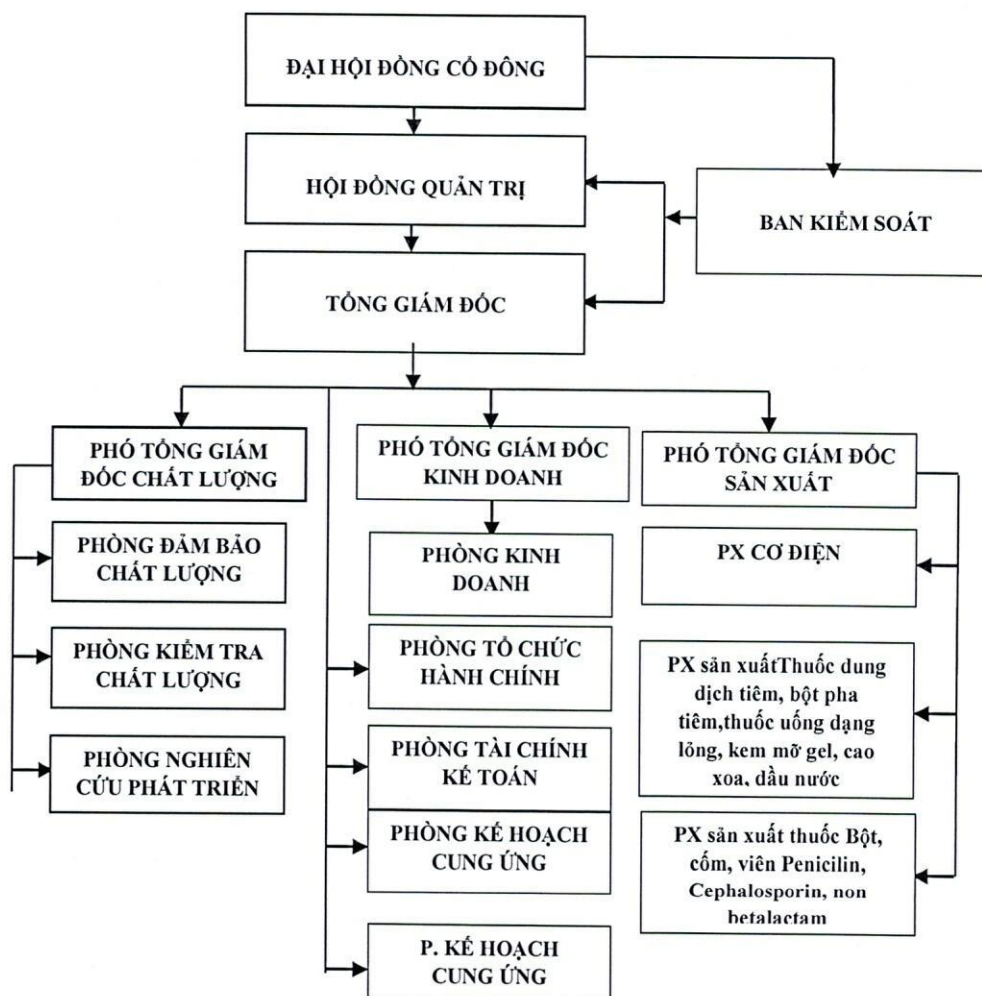 ĐẠI HỘI ĐỒNG CỔ ĐÔNG
HỘI ĐỒNG QUẢN TRỊ
BAN KIỂM SOÁT
TỔNG GIÁM ĐỐC
PHÓ TỔNG GIÁM
ĐỐC CHẤT LƯỢNG
PHÒNG ĐẢM BẢO
CHẤT LƯỢNG
PHÒNG KIỂM TRA
CHẤT LƯỢNG
PHÒNG NGHIÊN
CỨU PHÁT TRIỂN
PHÓ TỔNG GIÁM ĐỐC
KINH DOANH
PHÒNG KINH
DOANH
PHÒNG TỔ CHỨC
HÀNH CHÍNH
PHÒNG TÀI CHÍNH
KẾ TOÁN
PHÒNG KẾ HOẠCH
CUNG ỨNG
P. KẾ HOẠCH
CUNG ỨNG
PHÓ TỔNG GIÁM ĐỐC
SẢN XUẤT
PX CƠ ĐIỆN
PX sản xuấtThuốc dung
dịch tiêm, bột pha
tiêm,thuốc uống dạng
lỏng, kem mỡ gel, cao
xoa, dầu nước
PX sản xuất thuốc Bột,
cốm, viên Penicilin,
Cephalosporin, non
betalactam